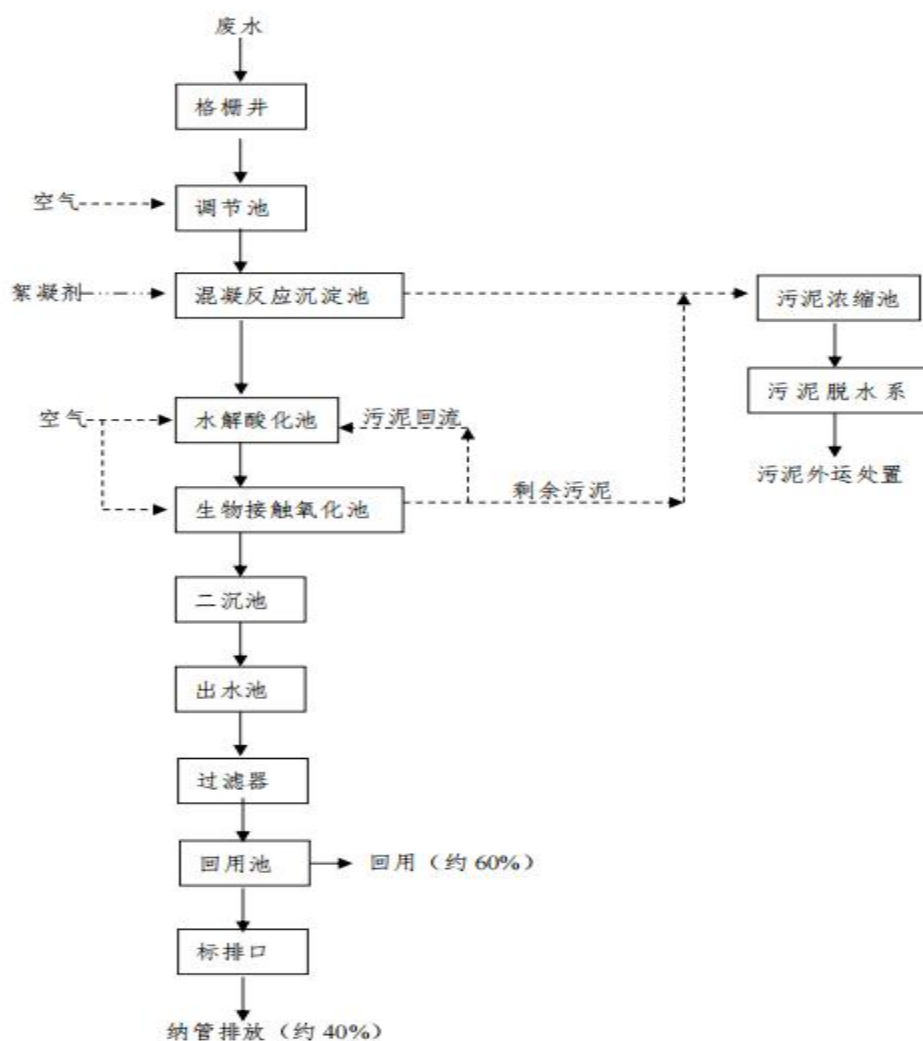 废水
格栅井
空气
调节池
絮凝剂
混凝反应沉淀池
污泥浓缩池
污泥脱水系
空气
水解酸化池
污泥回流
污泥外运处置
剩余污泥
生物接触氧化池
二沉池
出水池
过滤器
回用池
回用（约60%）
标排口
纳管排放（约40%）